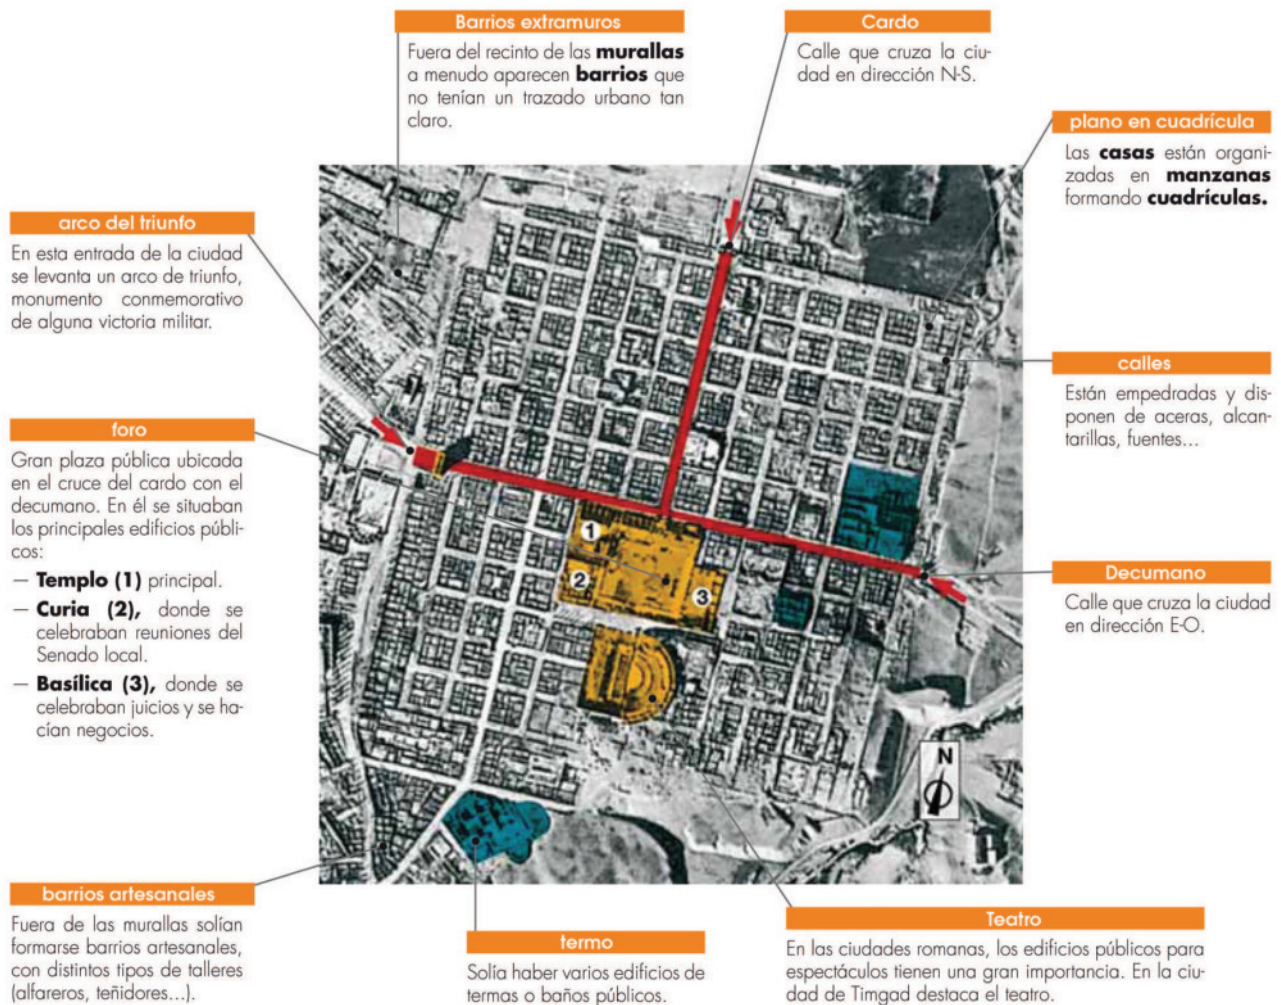 Barrios extramuros
Fuera del recinto de las murallas
a menudo aparecen barrios que
no tenían un trazado urbano tan
claro.
Cardo
Calle que cruza la ciu-
dad en dirección N-S.
plano en cuadrícula
Las casas están organi-
zadas en manzanas
formando cuadrículas.
arco del triunfo
En esta entrada de la ciudad
se levanta un arco de triunfo,
monumento conmemorativo
de alguna victoria militar.
calles
Están empedradas y dis-
ponen de aceras, alcan-
tarillas, fuentes...
foro
Gran plaza pública ubicada
en el cruce del cardo con el
decumano. En él se situaban
los principales edificios públi-
cos:
— Templo (1) principal.
— Curia (2), donde se
celebraban reuniones del
Senado local.
— Basílica (3), donde se
celebraban juicios y se ha-
cían negocios.
1
2
3
Decumano
Calle que cruza la ciudad
en dirección E-O.
N
barrios artesanales
Fuera de las murallas solían
formarse barrios artesanales,
con distintos tipos de talleres
(alfareros, teñidores...).
termo
Solía haber varios edificios de
termas o baños públicos.
Teatro
En las ciudades romanas, los edificios públicos para
espectáculos tienen una gran importancia. En la ciu-
dad de Timgad destaca el teatro.